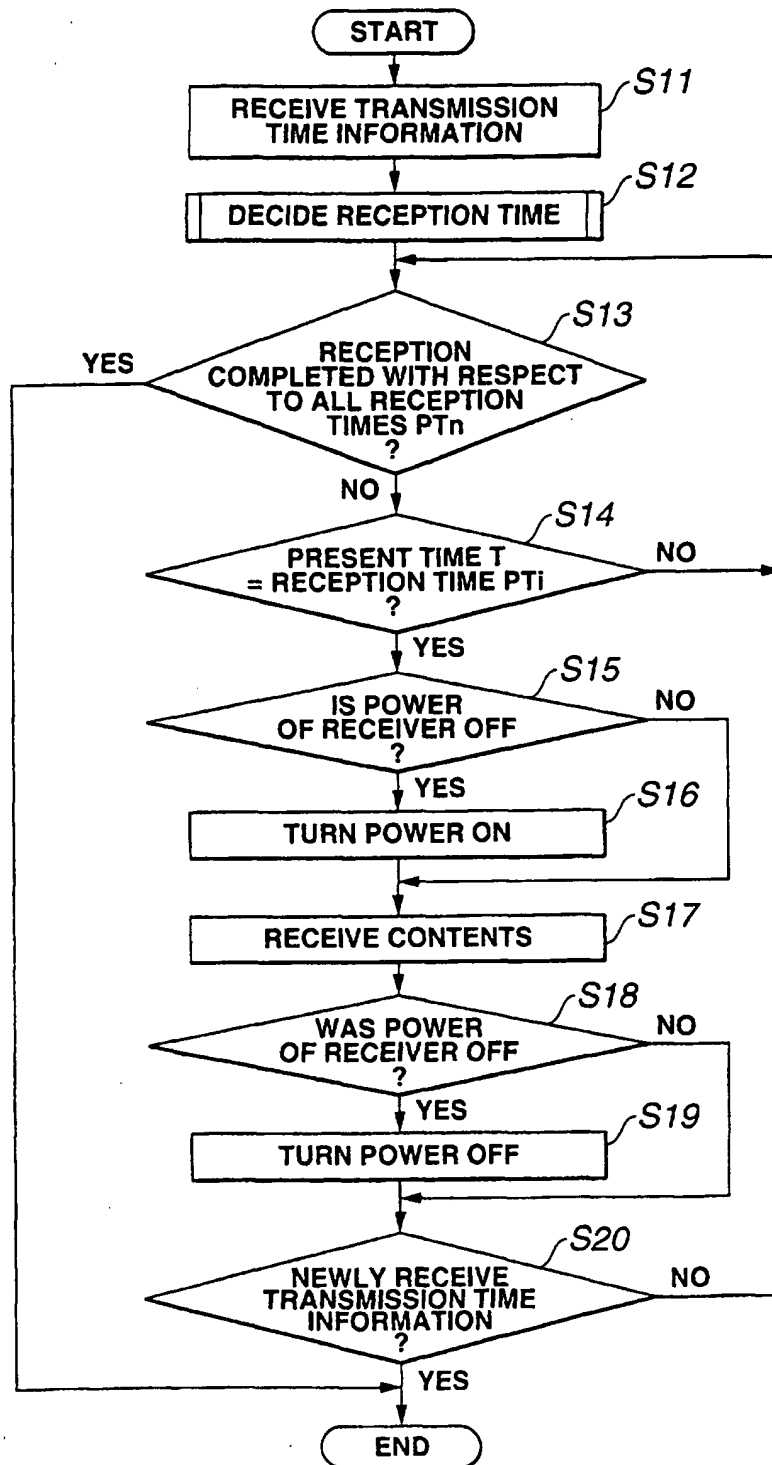 START
S11
RECEIVE TRANSMISSION
TIME INFORMATION
S12
DECIDE RECEPTION TIME
S13
YES
RECEPTION
COMPLETED WITH RESPECT
TO ALL RECEPTION
TIMES PTn
?
NO
S14
PRESENT TIME T
= RECEPTION TIME PTi
?
NO
YES
S15
IS POWER
OF RECEIVER OFF
?
NO
YES
S16
TURN POWER ON
S17
RECEIVE CONTENTS
S18
WAS POWER
OF RECEIVER OFF
?
NO
YES
S19
TURN POWER OFF
S20
NEWLY RECEIVE
TRANSMISSION TIME
INFORMATION
?
NO
YES
END